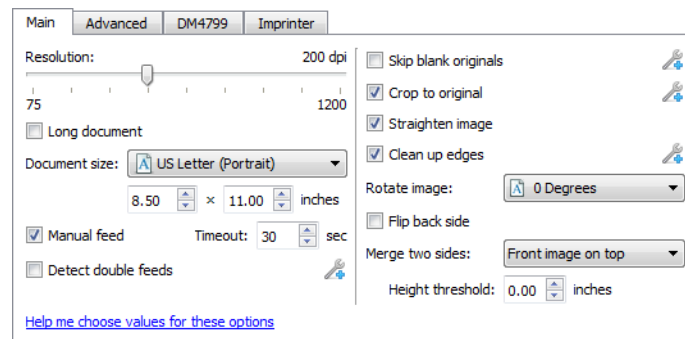 Main Advanced DM4799 Imprinter
Resolution: 200 dpi
75 1200
Long document
Document size: US Letter (Portrait)
8.50 × 11.00 inches
Manual feed Timeout: 30 sec
Detect double feeds
Help me choose values for these options
Skip blank originals
Crop to original
Straighten image
Clean up edges
Rotate image: 0 Degrees
Flip back side
Merge two sides: Front image on top
Height threshold: 0.00 inches